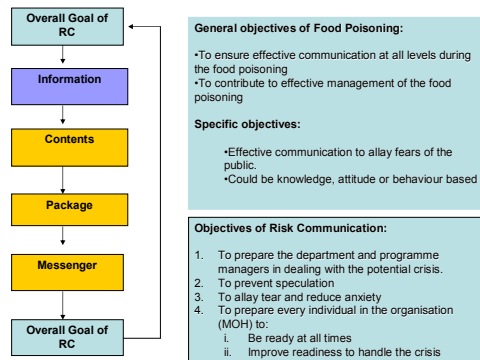 Overall Goal of
RC
Information
Contents
Package
Messenger
Overall Goal of
RC
General objectives of Food Poisoning:
•To ensure effective communication at all levels during
the food poisoning
•To contribute to effective management of the food
poisoning
Specific objectives:
•Effective communication to allay fears of the
public.
•Could be knowledge, attitude or behaviour based
Objectives of Risk Communication:
1. To prepare the department and programme
managers in dealing with the potential crisis.
2. To prevent speculation
3. To allay tear and reduce anxiety
4. To prepare every individual in the organisation
(MOH) to:
i. Be ready at all times
ii. Improve readiness to handle the crisis